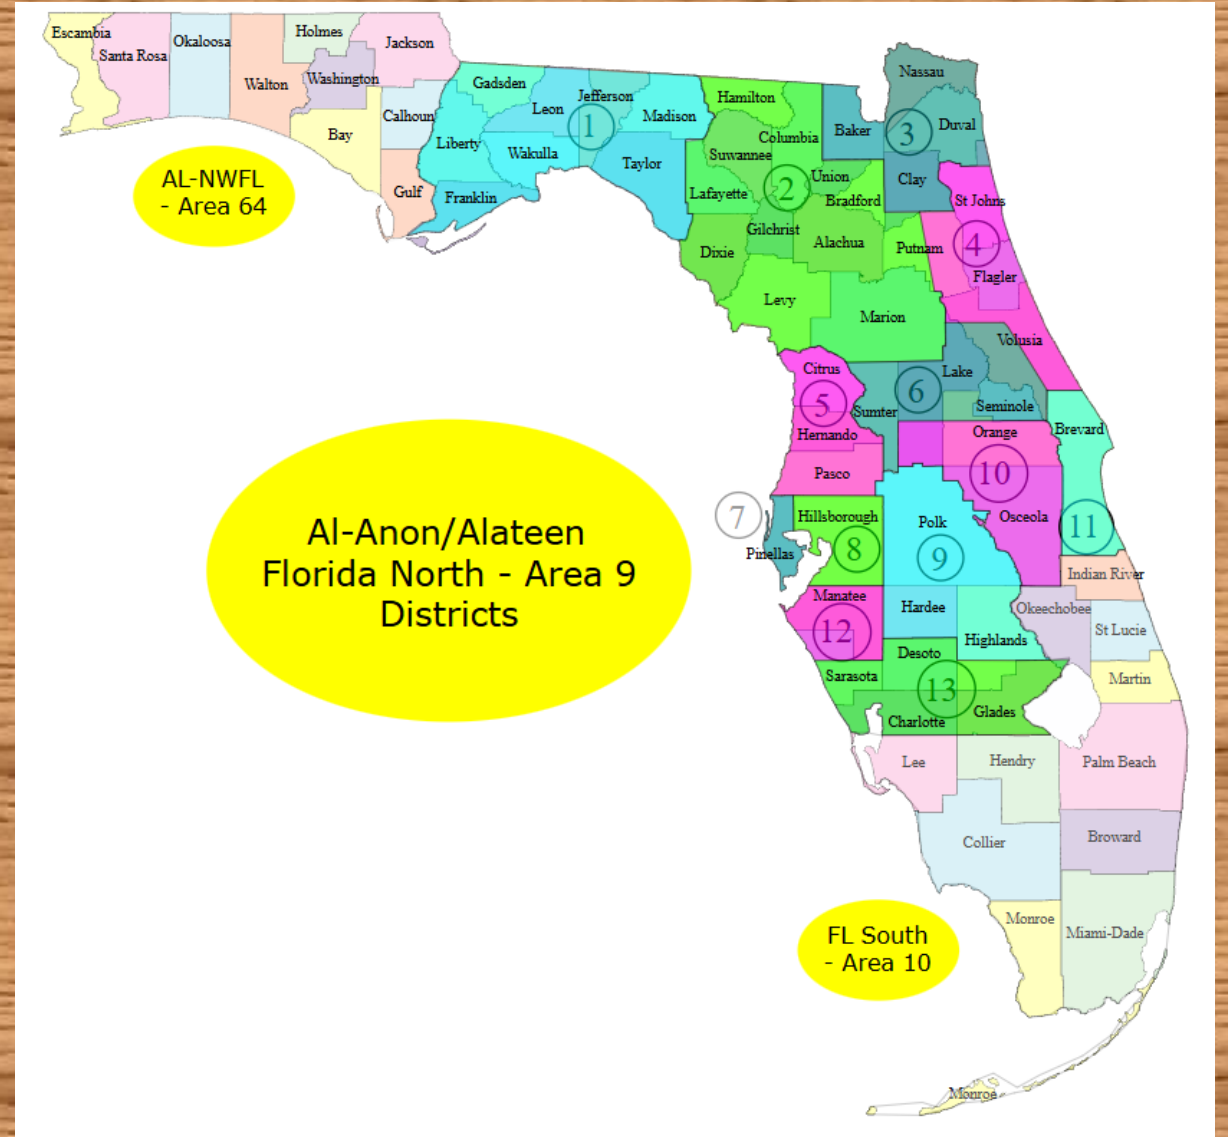 Escambia
Santa Rosa
Okaloosa
Walton
Holmes
Washington
Jackson
Bay
Calhoun
Gulf
Gadsden
Liberty
Franklin
Leon
Wakulla
Jefferson
1
Madison
Taylor
Hamilton
Columbia
Suwannee
Lafayette
2
Union
Bradford
Gilchrist
Alachua
Dixie
Levy
Marion
Putnam
Nassau
Baker
3
Duval
Clay
St Johns
4
Flagler
Volusia
Citrus
5
Hernando
Pasco
Sumter
6
Lake
Seminole
Orange
10
Osceola
Brevard
11
7
Pinellas
Hillsborough
8
Polk
9
Hardee
Highlands
Manatee
12
Sarasota
Desoto
13
Charlotte
Glades
Indian River
Okeechobee
St Lucie
Martin
Lee
Hendry
Palm Beach
Collier
Broward
Monroe
Miami-Dade
Monroe
AL-NWFL
- Area 64
Al-Anon/Alateen
Florida North - Area 9
Districts
FL South
- Area 10